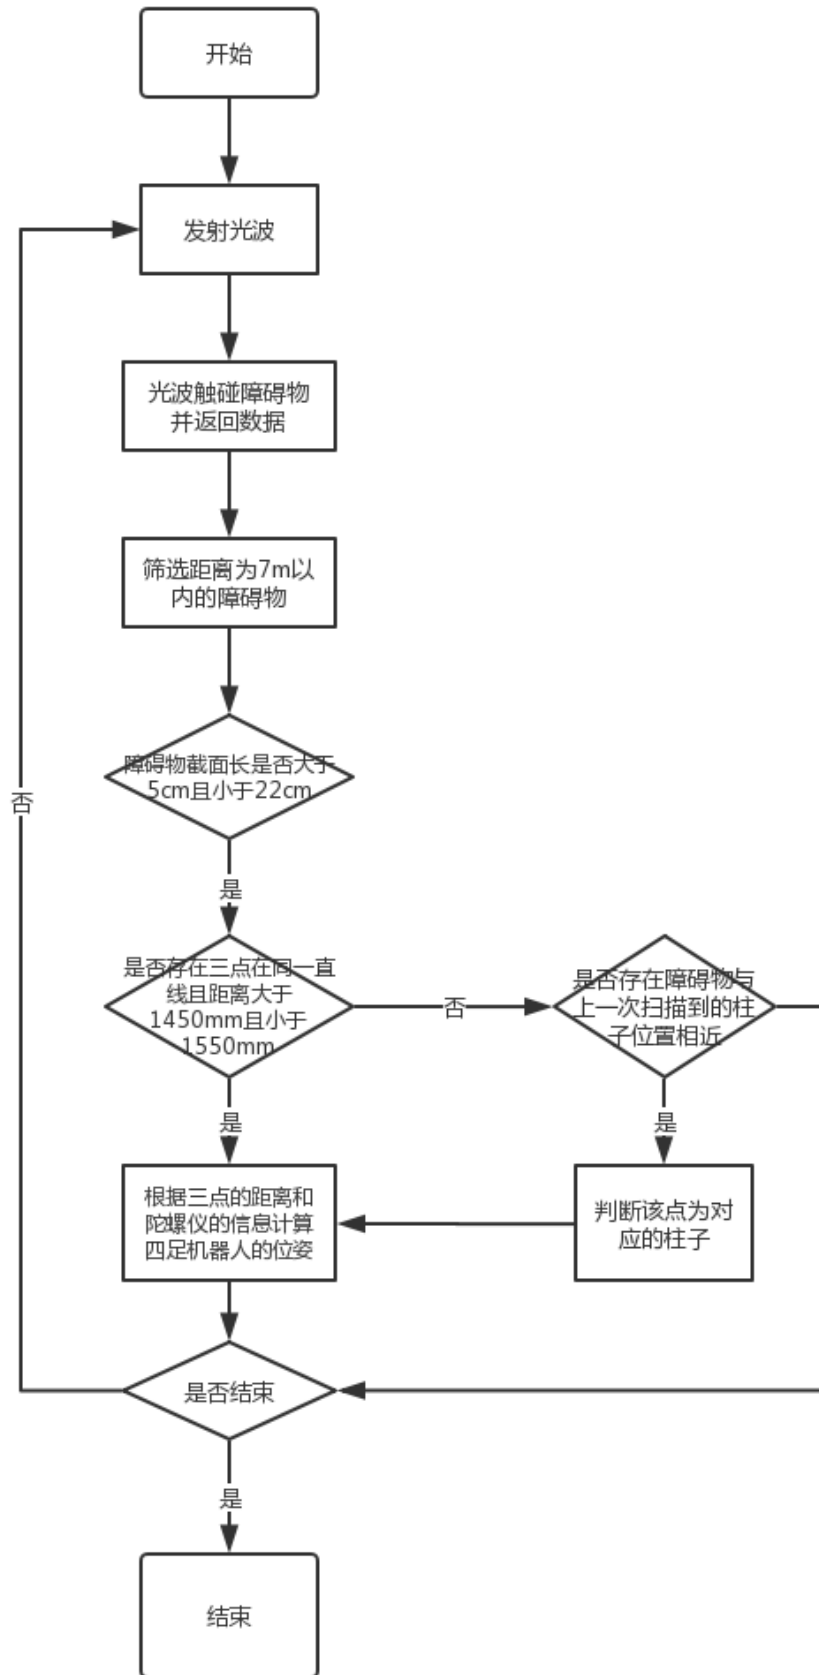 开始
发射光波
光波触碰障碍物
并返回数据
筛选距离为7m以
内的障碍物
障碍物截面长是否大于
5cm且小于22cm
否
是
是否存在三点在同一直
线且距离大于
1450mm且小于
1550mm
否
是否存在障碍物与
上一次扫描到的柱
子位置相近
是
是
根据三点的距离和
陀螺仪的信息计算
四足机器人的位姿
判断该点为对
应的柱子
是否结束
是
结束